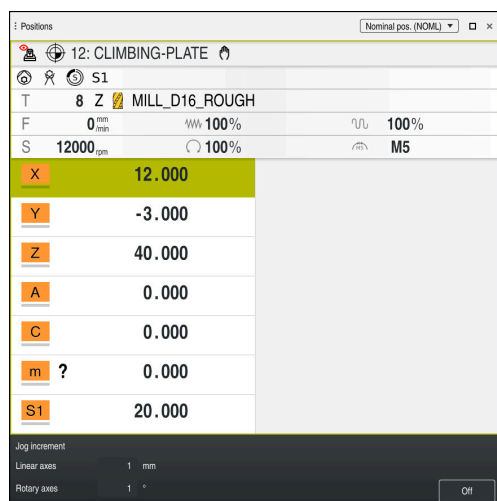 Positions Nominal pos. (NOML)
12: CLIMBING-PLATE
S S1
T 8 Z MILL_D16_ROUGH
F 0 mm/min 100% 100%
S 12000 rpm 100% M5
X 12.000
Y -3.000
Z 40.000
A 0.000
C 0.000
m ? 0.000
S1 20.000
Jog increment
Linear axes 1 mm
Rotary axes 1 °
Off